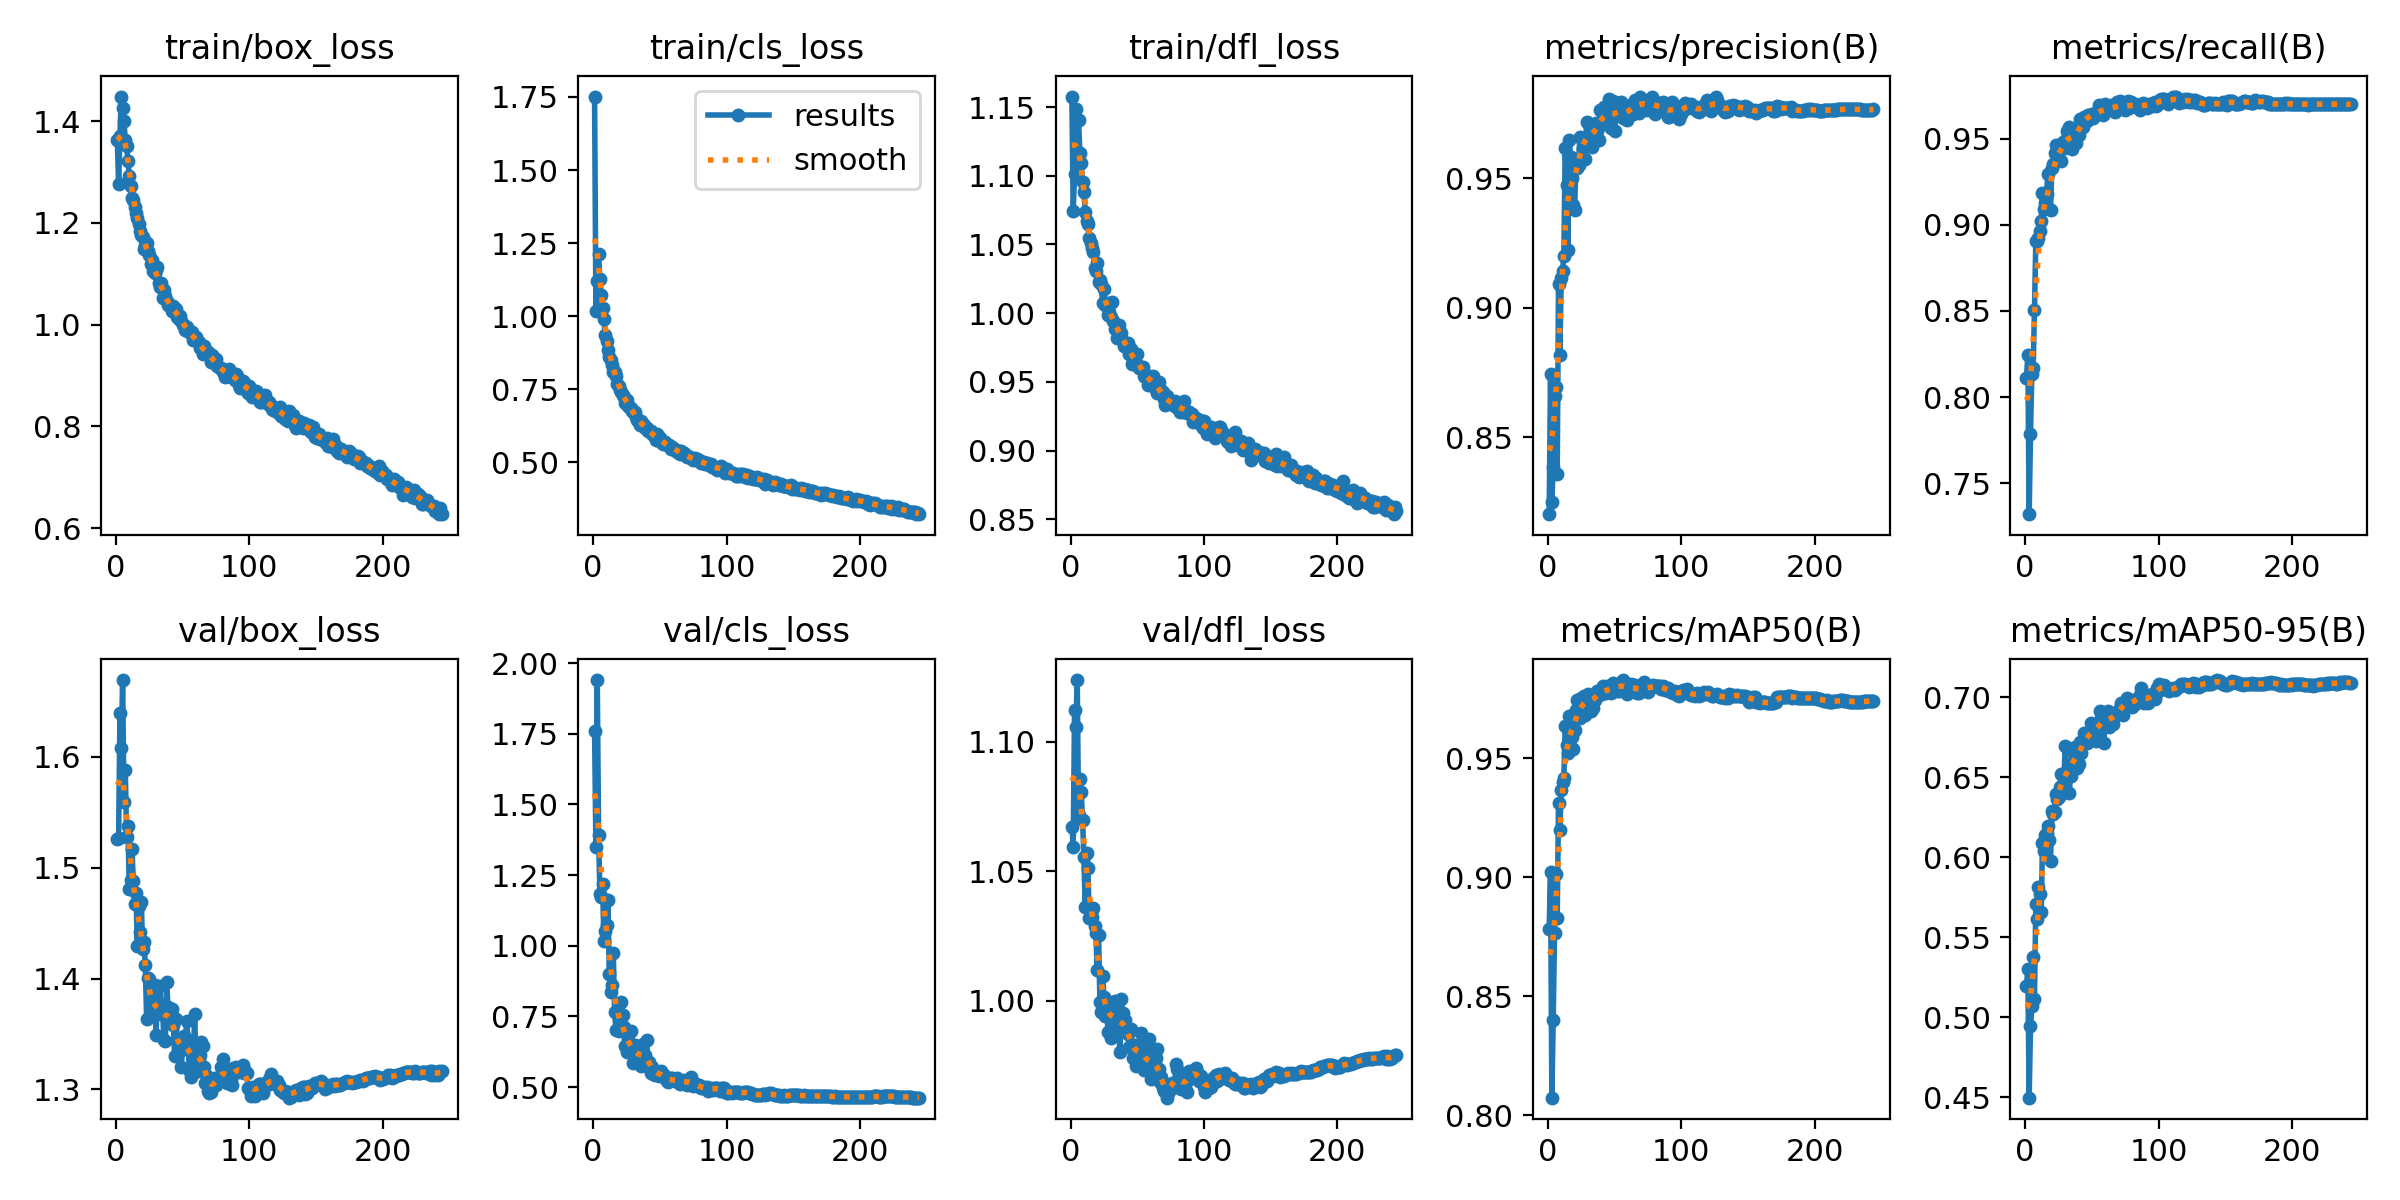 train/box_loss
1.4
1.2
1.0
0.8
0.6
0 100 200
train/cls_loss
results
smooth
1.75
1.50
1.25
1.00
0.75
0.50
0 100 200
train/dfl_loss
1.15
1.10
1.05
1.00
0.95
0.90
0.85
0 100 200
metrics/precision(B)
0.95
0.90
0.85
0 100 200
metrics/recall(B)
0.95
0.90
0.85
0.80
0.75
0 100 200
val/box_loss
1.6
1.5
1.4
1.3
0 100 200
val/cls_loss
2.00
1.75
1.50
1.25
1.00
0.75
0.50
0 100 200
val/dfl_loss
1.10
1.05
1.00
0 100 200
metrics/mAP50(B)
0.95
0.90
0.85
0.80
0 100 200
metrics/mAP50-95(B)
0.70
0.65
0.60
0.55
0.50
0.45
0 100 200